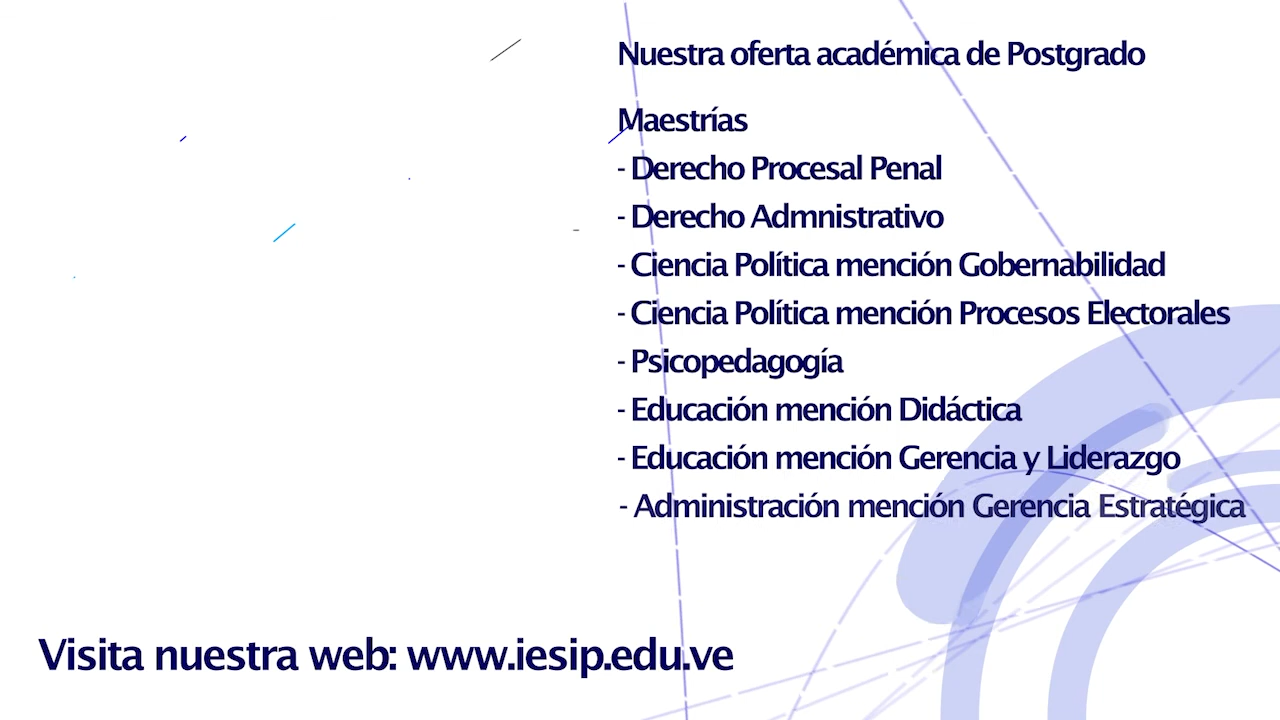 Nuestra oferta académica de Postgrado
Maestrías
- Derecho Procesal Penal
- Derecho Admnistrativo
- Ciencia Política mención Gobernabilidad
- Ciencia Política mención Procesos Electorales
- Psicopedagogía
- Educación mención Didáctica
- Educación mención Gerencia y Liderazgo
- Administración mención Gerencia Estratégica
Visita nuestra web: www.iesip.edu.ve